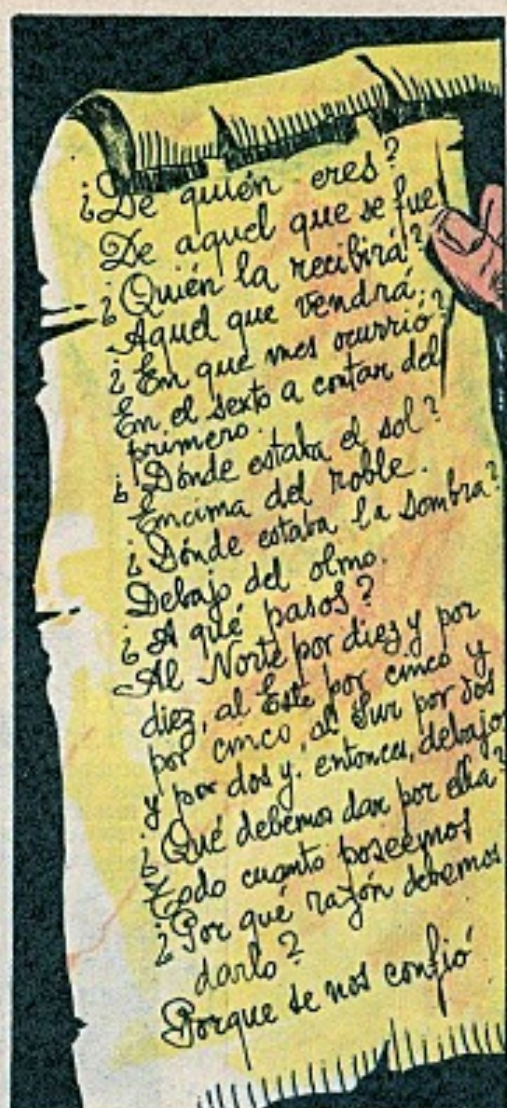 ¿De quién eres?
De aquel que se fue
¿Quién la recibirá?
Aquel que vendrá.
¿En que mes ocurrió?
En el sexto a contar del
primero.
¿Dónde estaba el sol?
Encima del roble.
¿Dónde estaba la sombra?
Debajo del olmo.
¿A qué pasos?
Al Norte por diez y por
diez, al Este por cinco y
por cinco, al Sur por dos
y por dos y. entonces, debajo
¿Qué debemos dar por ella?
Todo cuanto poseeynos
¿Por qué razón debemos
darlo?
Porque se nos confió